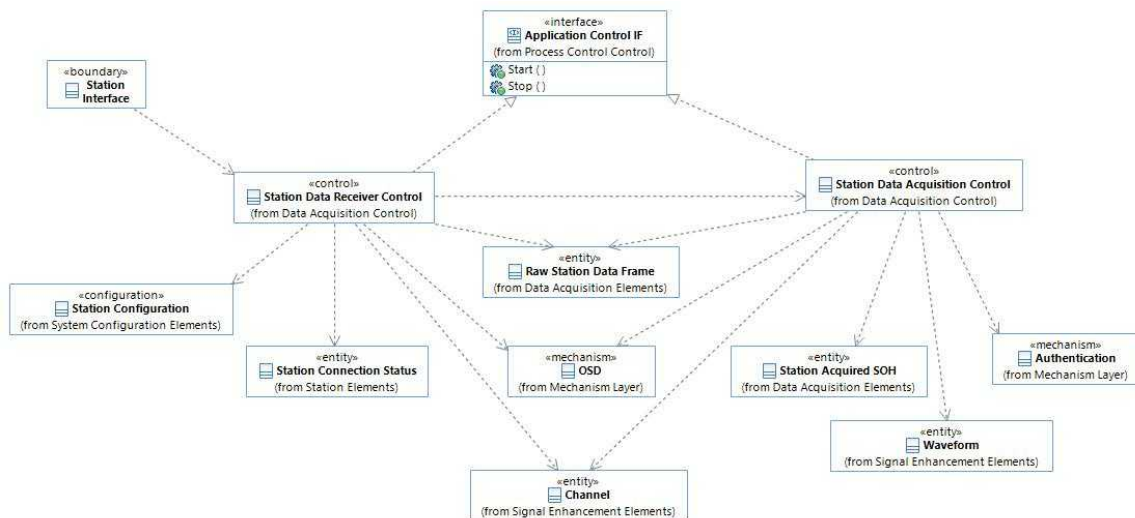 «interface»
Application Control IF
(from Process Control Control)
Start ( )
Stop ( )
«boundary»
Station
Interface
«control»
Station Data Receiver Control
(from Data Acquisition Control)
«control»
Station Data Acquisition Control
(from Data Acquisition Control)
«entity»
Raw Station Data Frame
(from Data Acquisition Elements)
«configuration»
Station Configuration
(from System Configuration Elements)
«entity»
Station Connection Status
(from Station Elements)
«mechanism»
OSD
(from Mechanism Layer)
«entity»
Station Acquired SOH
(from Data Acquisition Elements)
«mechanism»
Authentication
(from Mechanism Layer)
«entity»
Waveform
(from Signal Enhancement Elements)
«entity»
Channel
(from Signal Enhancement Elements)